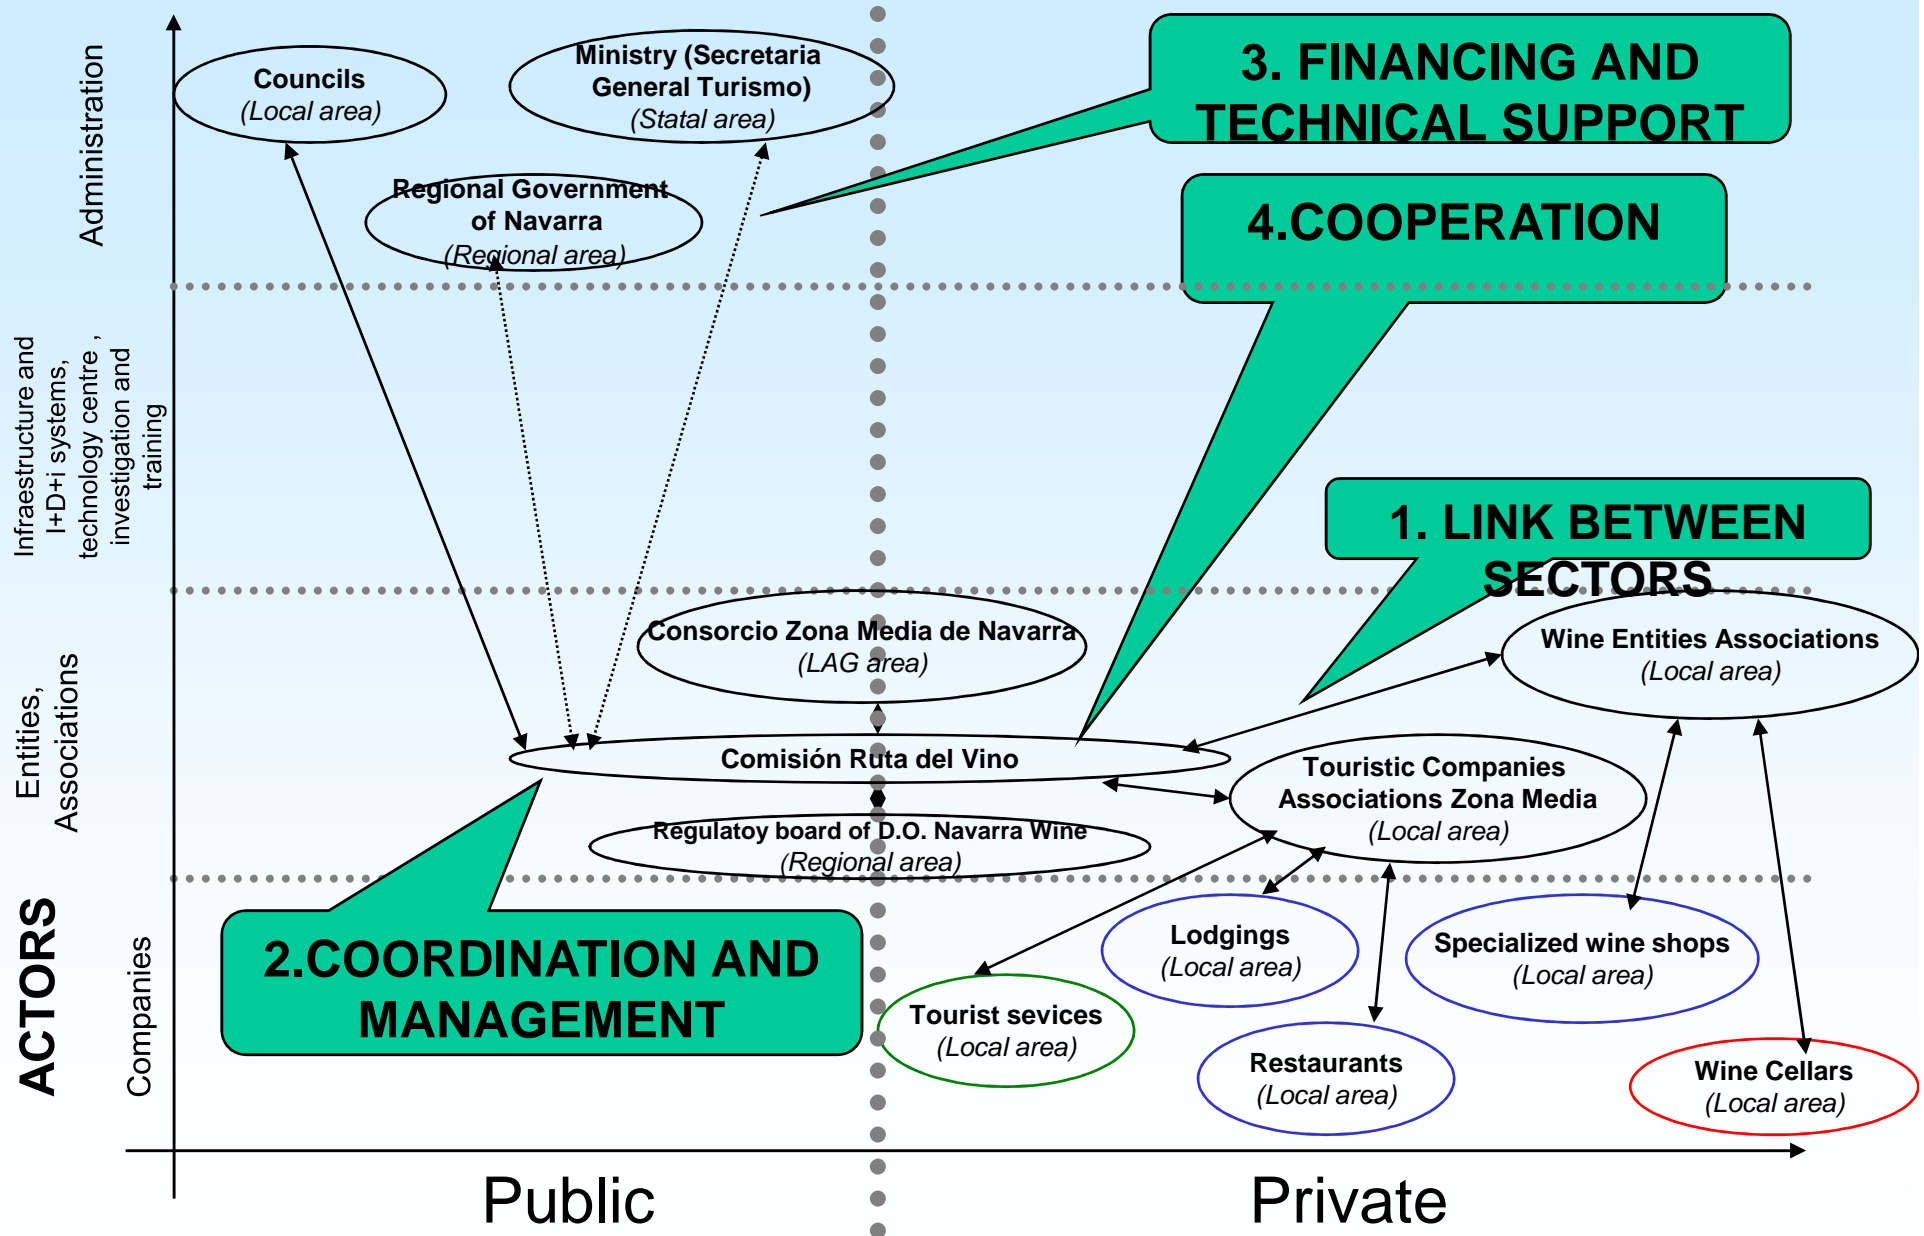 Councils
(Local area)
Ministry (Secretaria
General Turismo)
(Statal area)
3. FINANCING AND
TECHNICAL SUPPORT
Administration
Regional Government
of Navarra
(Regional area)
4.COOPERATION
Infraestructure and
I+D+i systems,
technology centre ,
investigation and
training
1. LINK BETWEEN
SECTORS
Entities,
Associations
Consorcio Zona Media de Navarra
(LAG area)
Wine Entities Associations
(Local area)
Comisión Ruta del Vino
Touristic Companies
Associations Zona Media
(Local area)
Regulatoy board of D.O. Navarra Wine
(Regional area)
ACTORS
Companies
2.COORDINATION AND
MANAGEMENT
Lodgings
(Local area)
Specialized wine shops
(Local area)
Tourist sevices
(Local area)
Restaurants
(Local area)
Wine Cellars
(Local area)
Public
Private